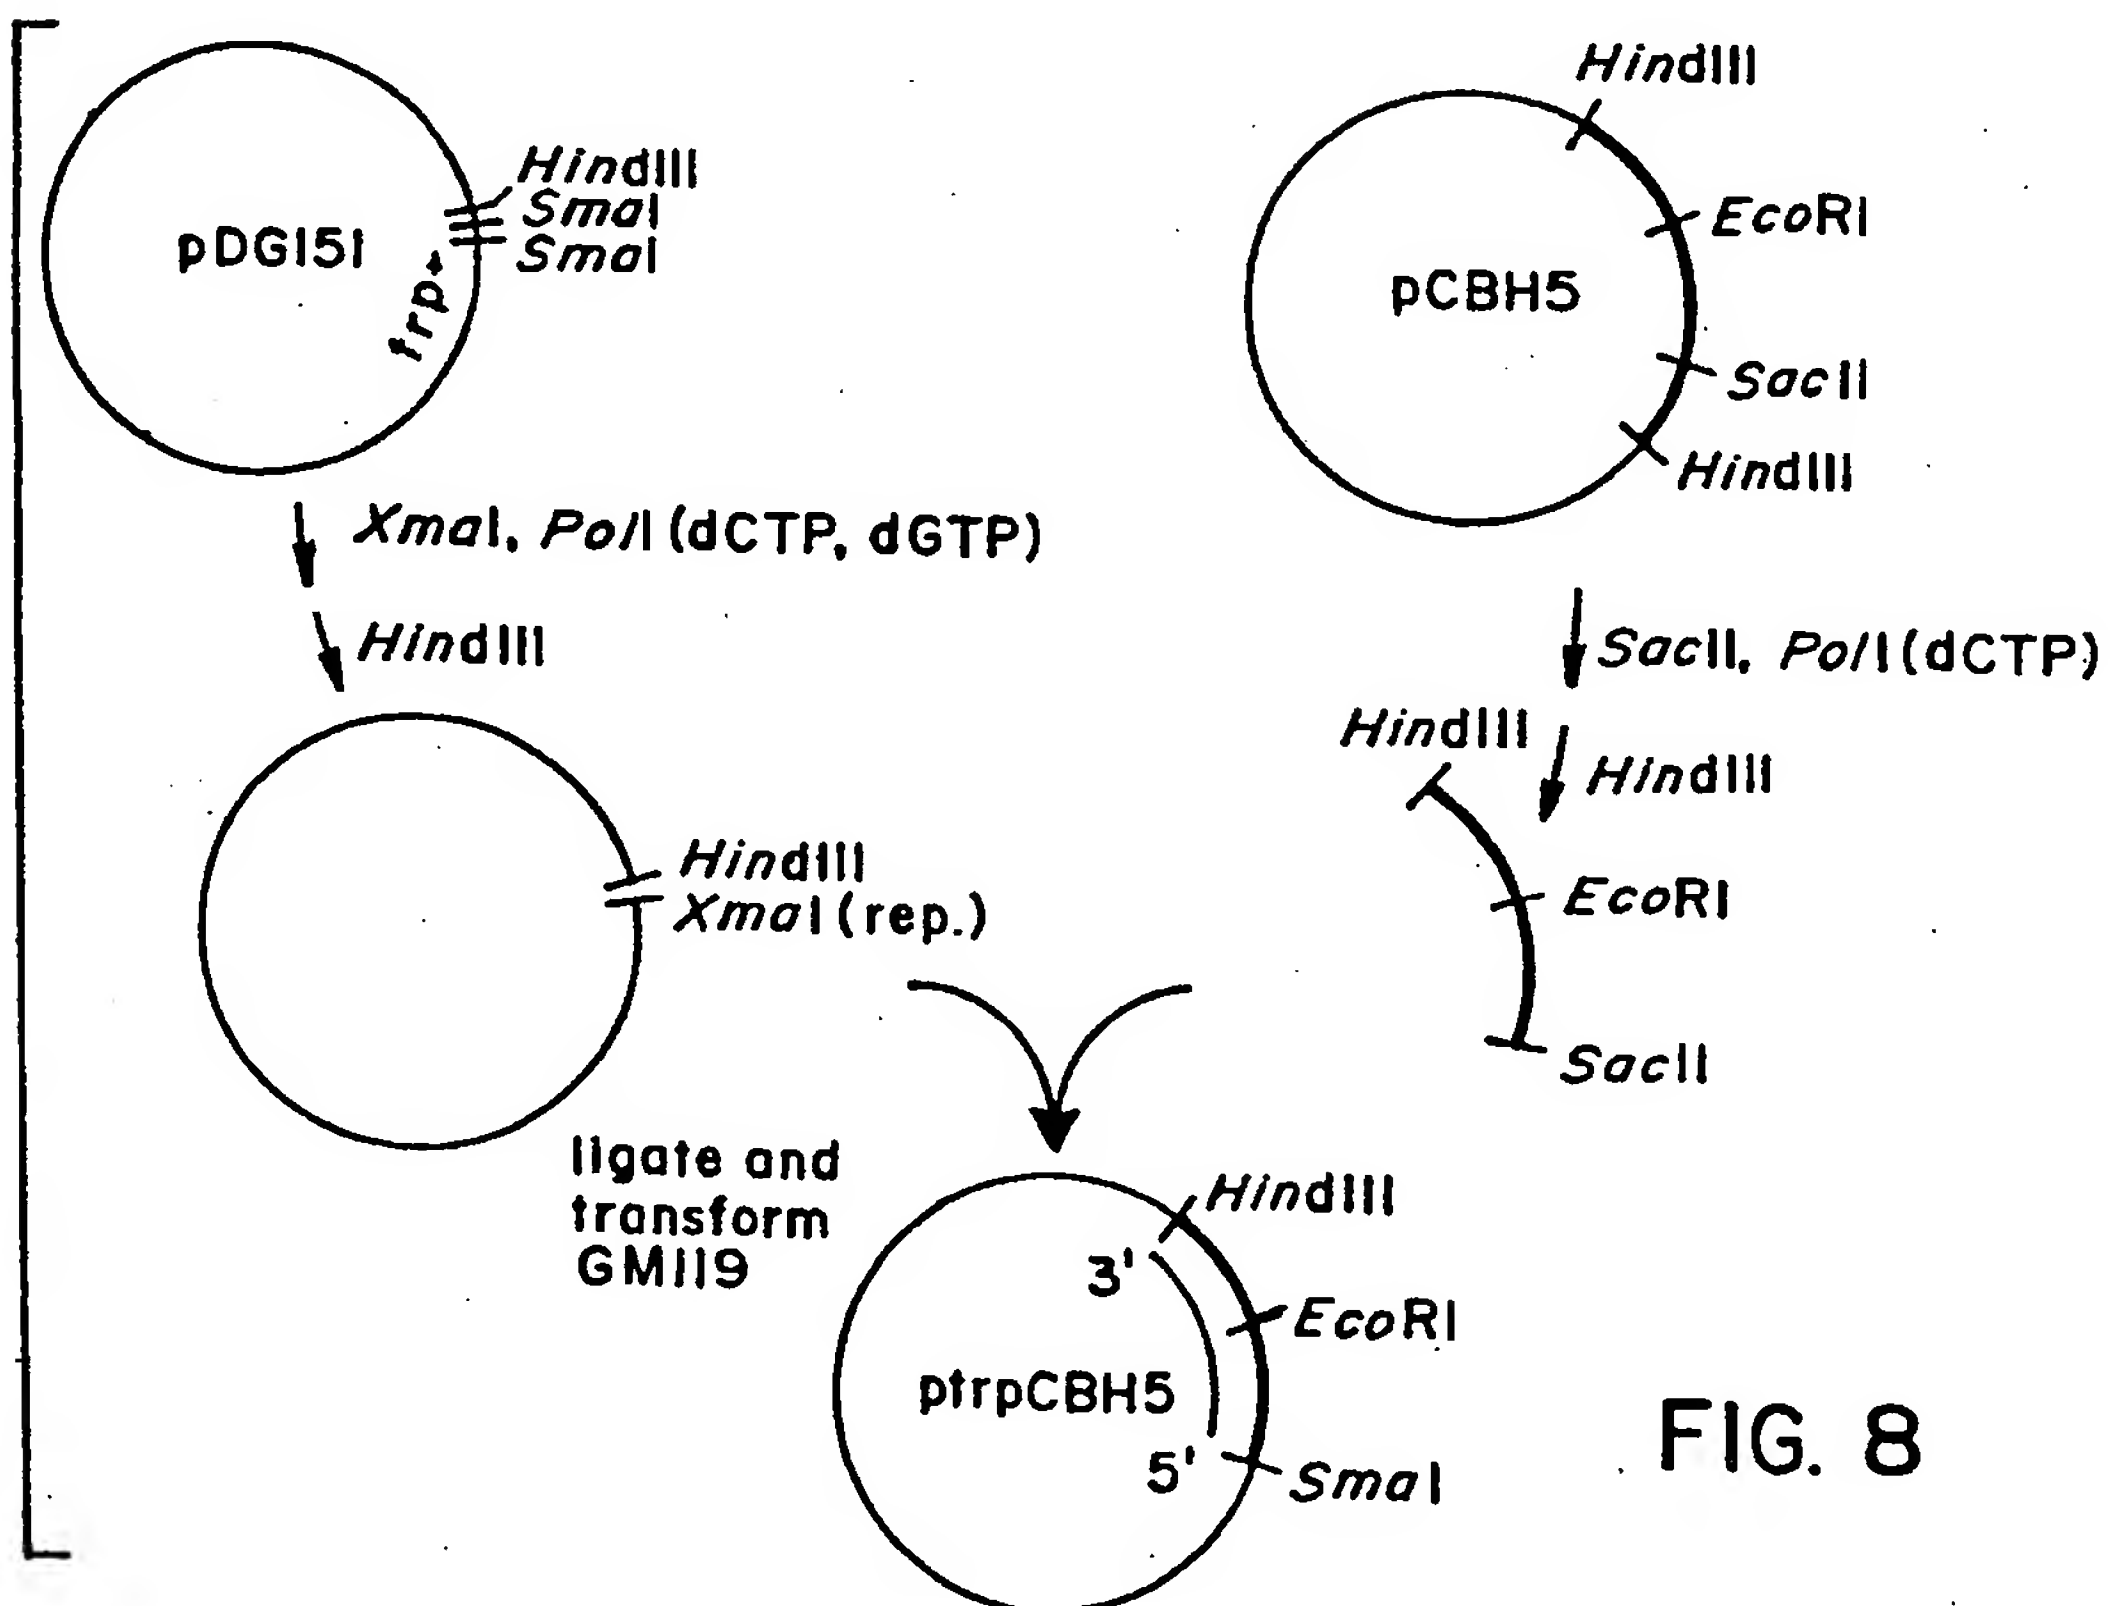 HindIII
SmaI
SmaI
pDG151
trp
XmaI, PolI (dCTP, dGTP)
HindIII
HindIII
XmaI (rep.)
HindIII
EcoRI
pCBH5
SacII
HindIII
SacII, PolI (dCTP)
HindIII
HindIII
EcoRI
SacII
ligate and
transform
GM119
HindIII
3'
EcoRI
ptrpCBH5
5'
SmaI
FIG. 8